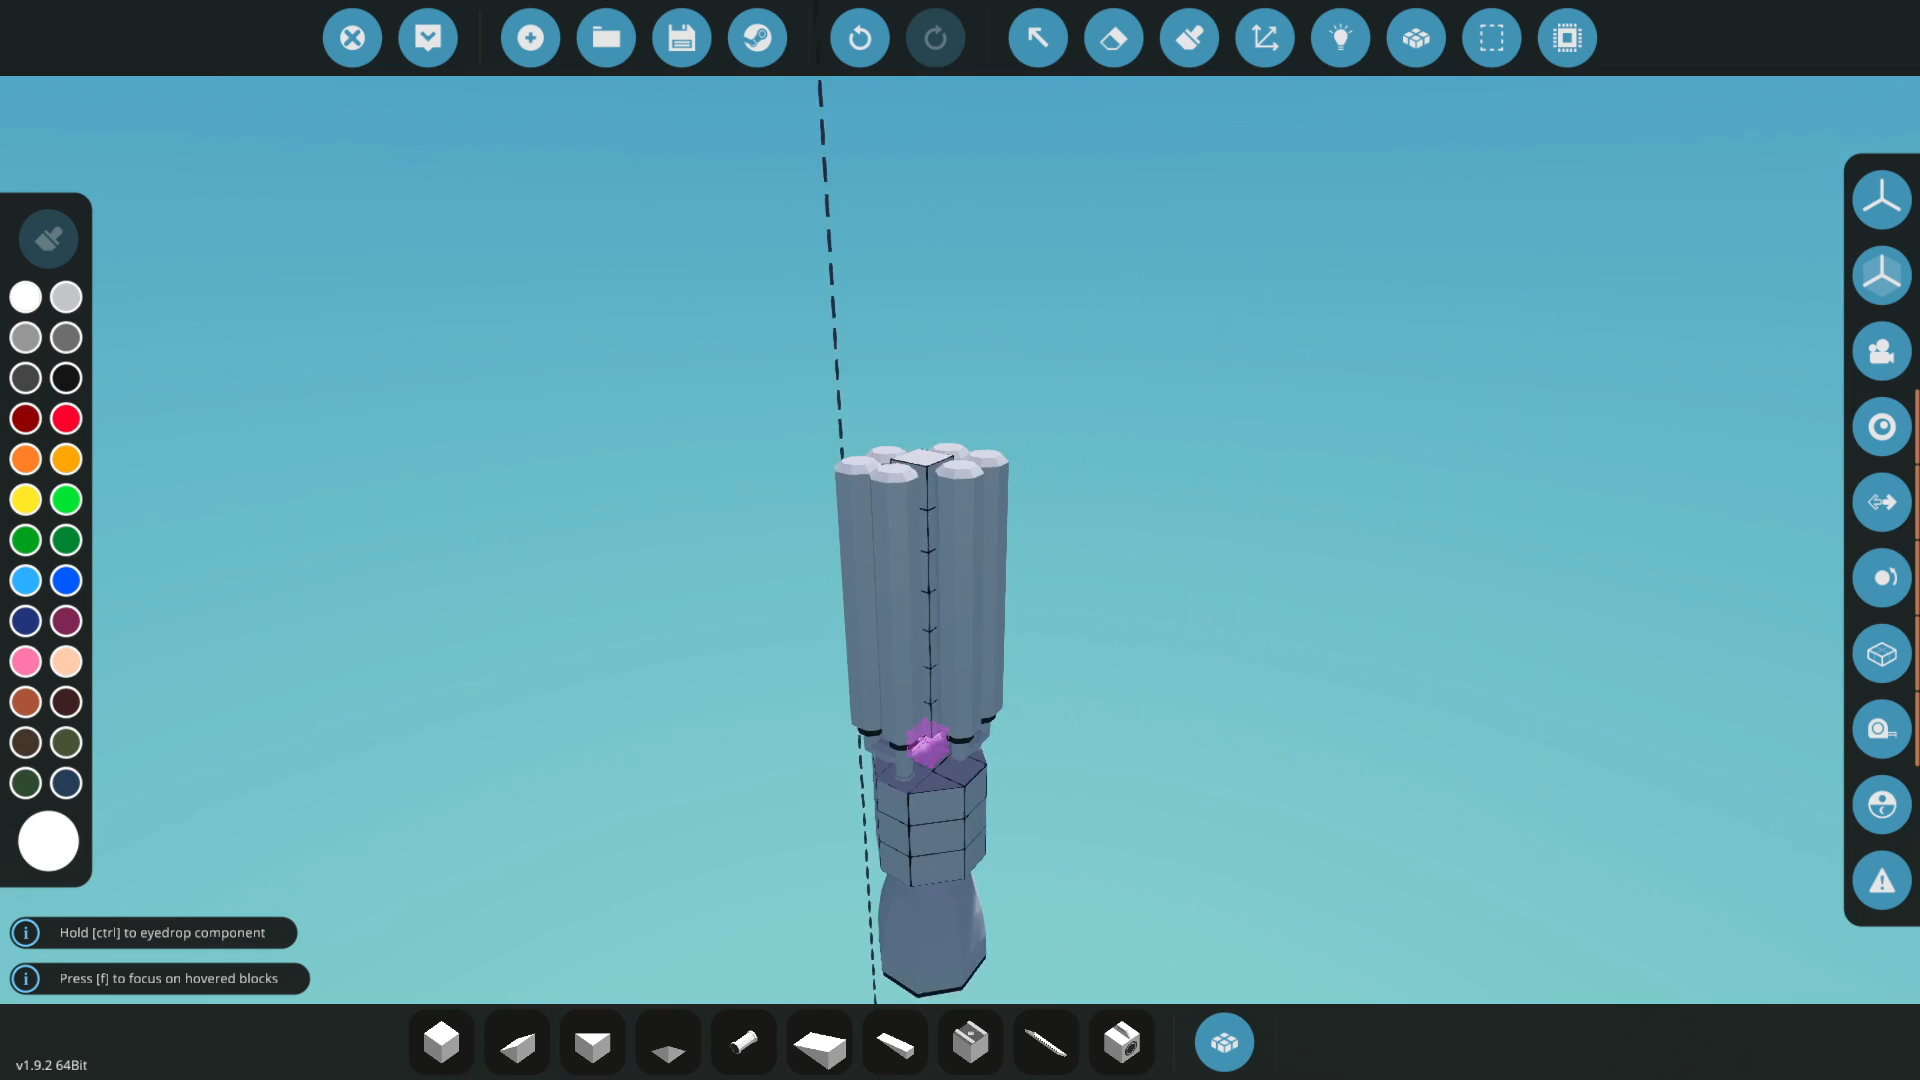 Hold [ctrl] to eyedrop component
Press [f] to focus on hovered blocks
v1.9.2 64Bit